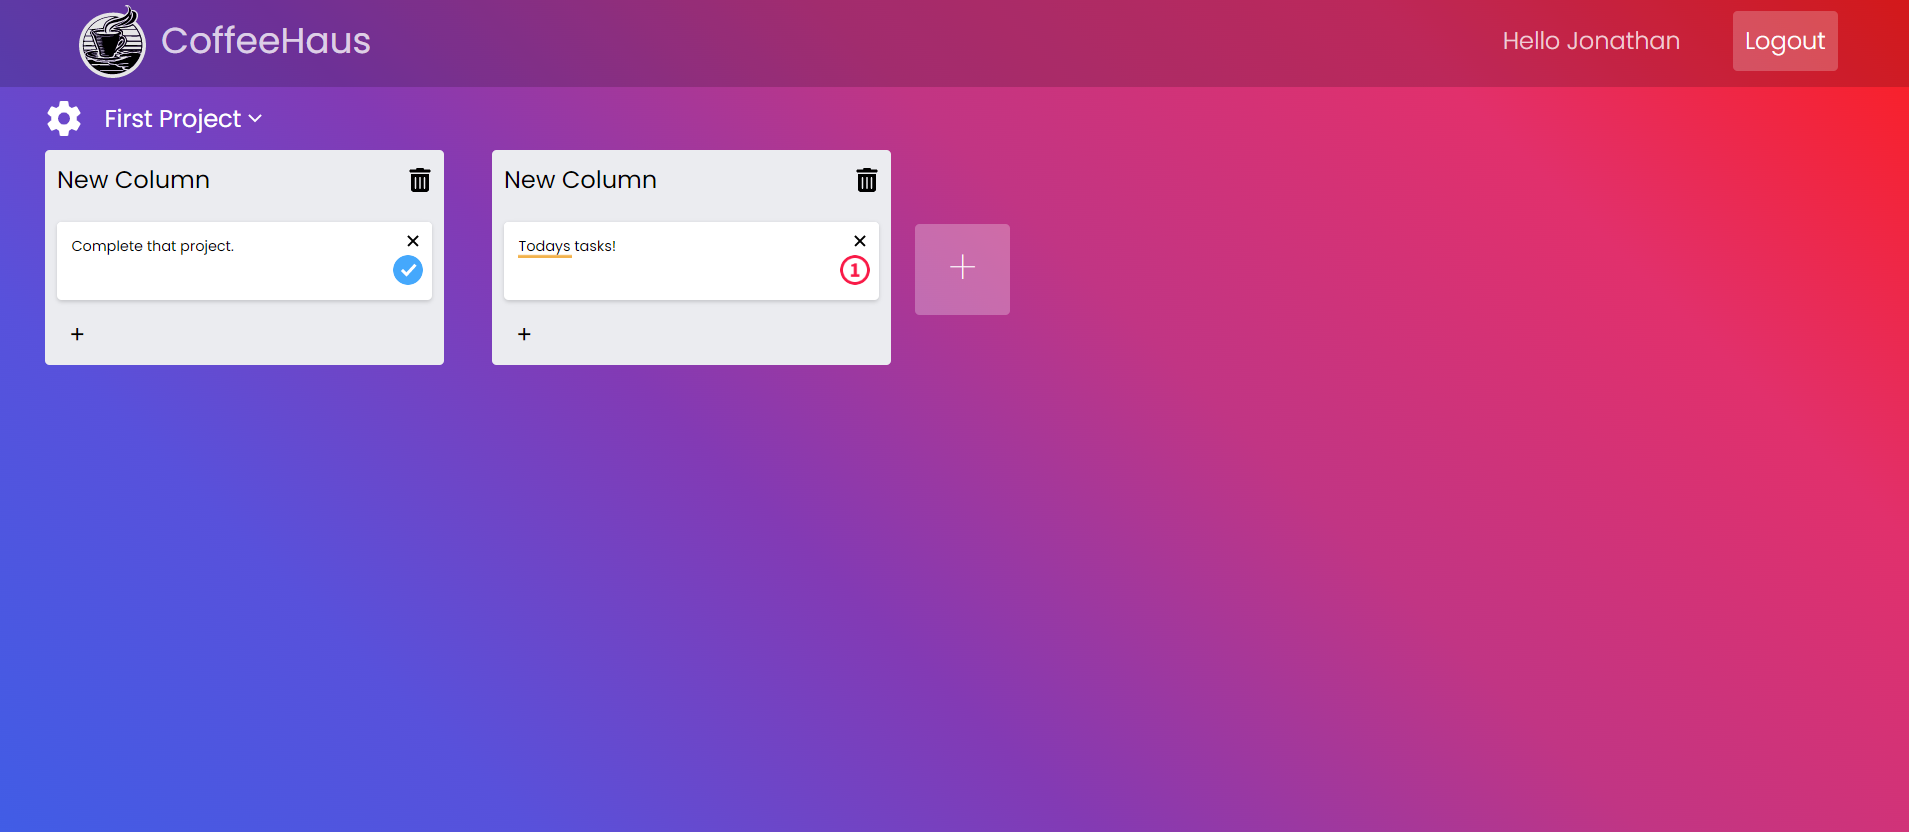 CoffeeHaus
Hello Jonathan
Logout
First Project
New Column
New Column
Complete that project.
Todays tasks!
1